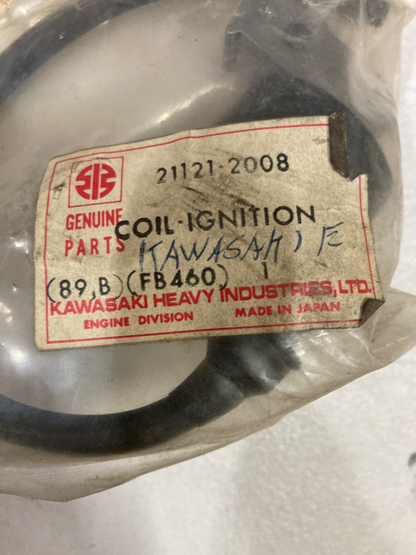 21121-2008
GENUINE PARTS
COIL-IGNITION
KAWASAKI E
(89,B)(FB460) 1
KAWASAKI HEAVY INDUSTRIES, LTD.
ENGINE DIVISION MADE IN JAPAN